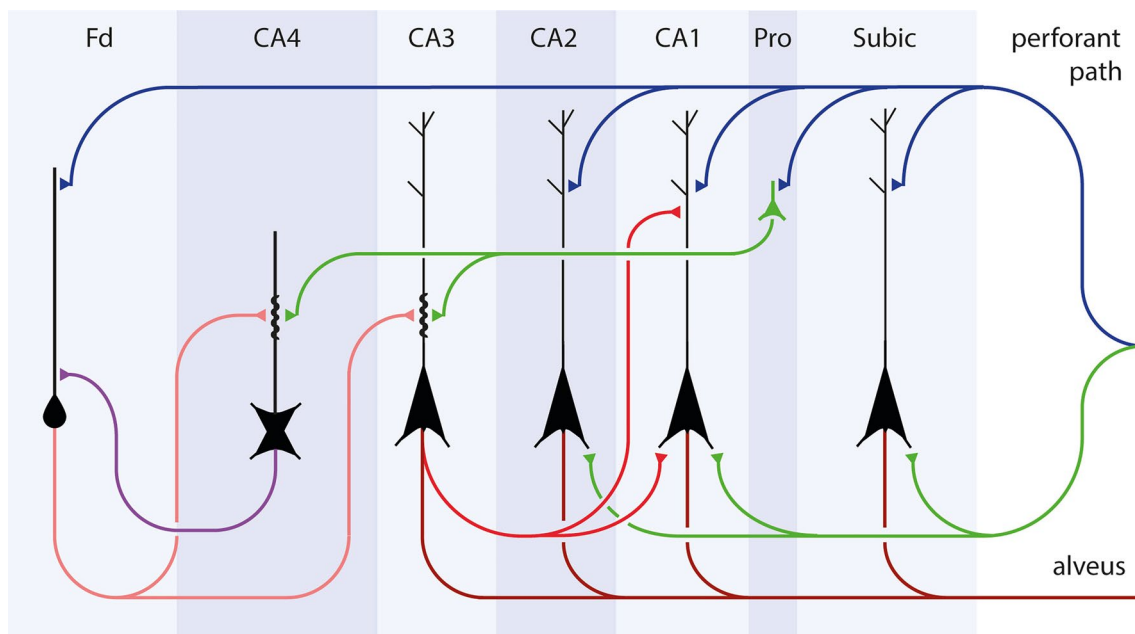 Fd
CA4
CA3
CA2
CA1
Pro
Subic
perforant
path
alveus